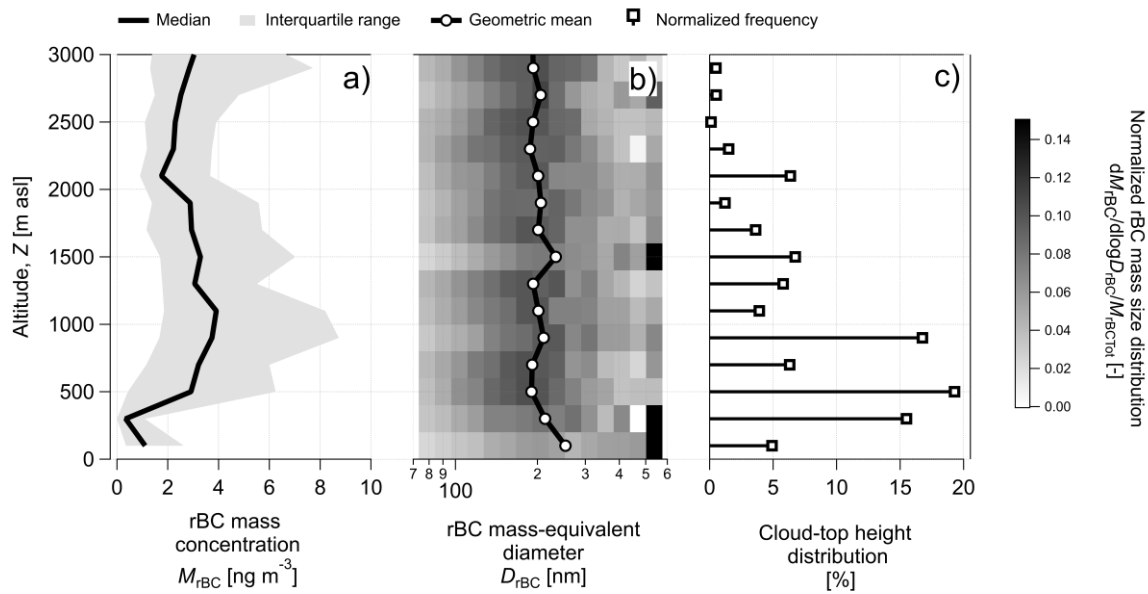 Median Interquartile range Geometric mean Normalized frequency
3000
2500
2000
1500
1000
500
0
Altitude, Z [m asl]
a)
b)
c)
0 2 4 6 8 10
7 8 9 100 2 3 4 5 6
0 5 10 15 20
rBC mass
concentration
MrBC [ng m-3]
rBC mass-equivalent
diameter
DrBC [nm]
Cloud-top height
distribution
[%]
0.14
0.12
0.10
0.08
0.06
0.04
0.02
0.00
Normalized rBC mass size distribution
dMrBC/dlogDrBC/MrBCTot [-]